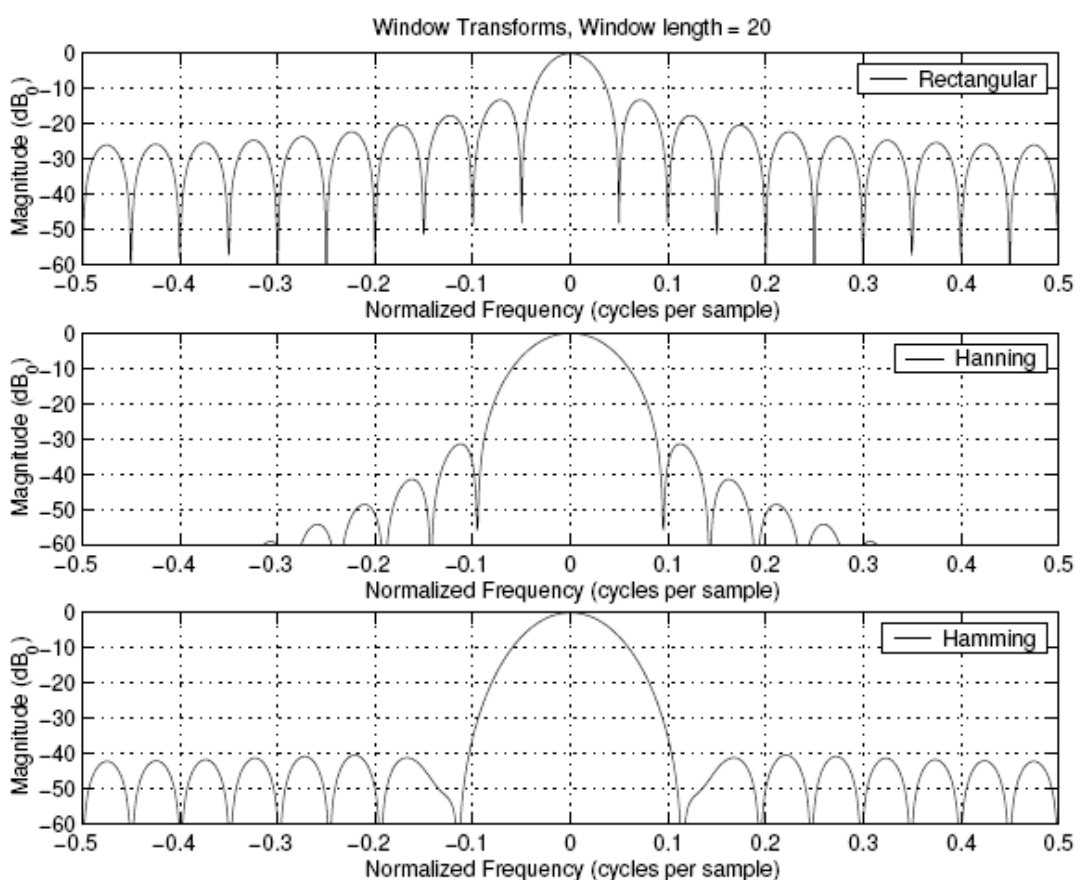 Window Transforms, Window length = 20
0
−10
−20
−30
−40
−50
−60
Magnitude (dB0)
Rectangular
−0.5 −0.4 −0.3 −0.2 −0.1 0 0.1 0.2 0.3 0.4 0.5
Normalized Frequency (cycles per sample)
0
−10
−20
−30
−40
−50
−60
Magnitude (dB0)
Hanning
−0.5 −0.4 −0.3 −0.2 −0.1 0 0.1 0.2 0.3 0.4 0.5
Normalized Frequency (cycles per sample)
0
−10
−20
−30
−40
−50
−60
Magnitude (dB0)
Hamming
−0.5 −0.4 −0.3 −0.2 −0.1 0 0.1 0.2 0.3 0.4 0.5
Normalized Frequency (cycles per sample)